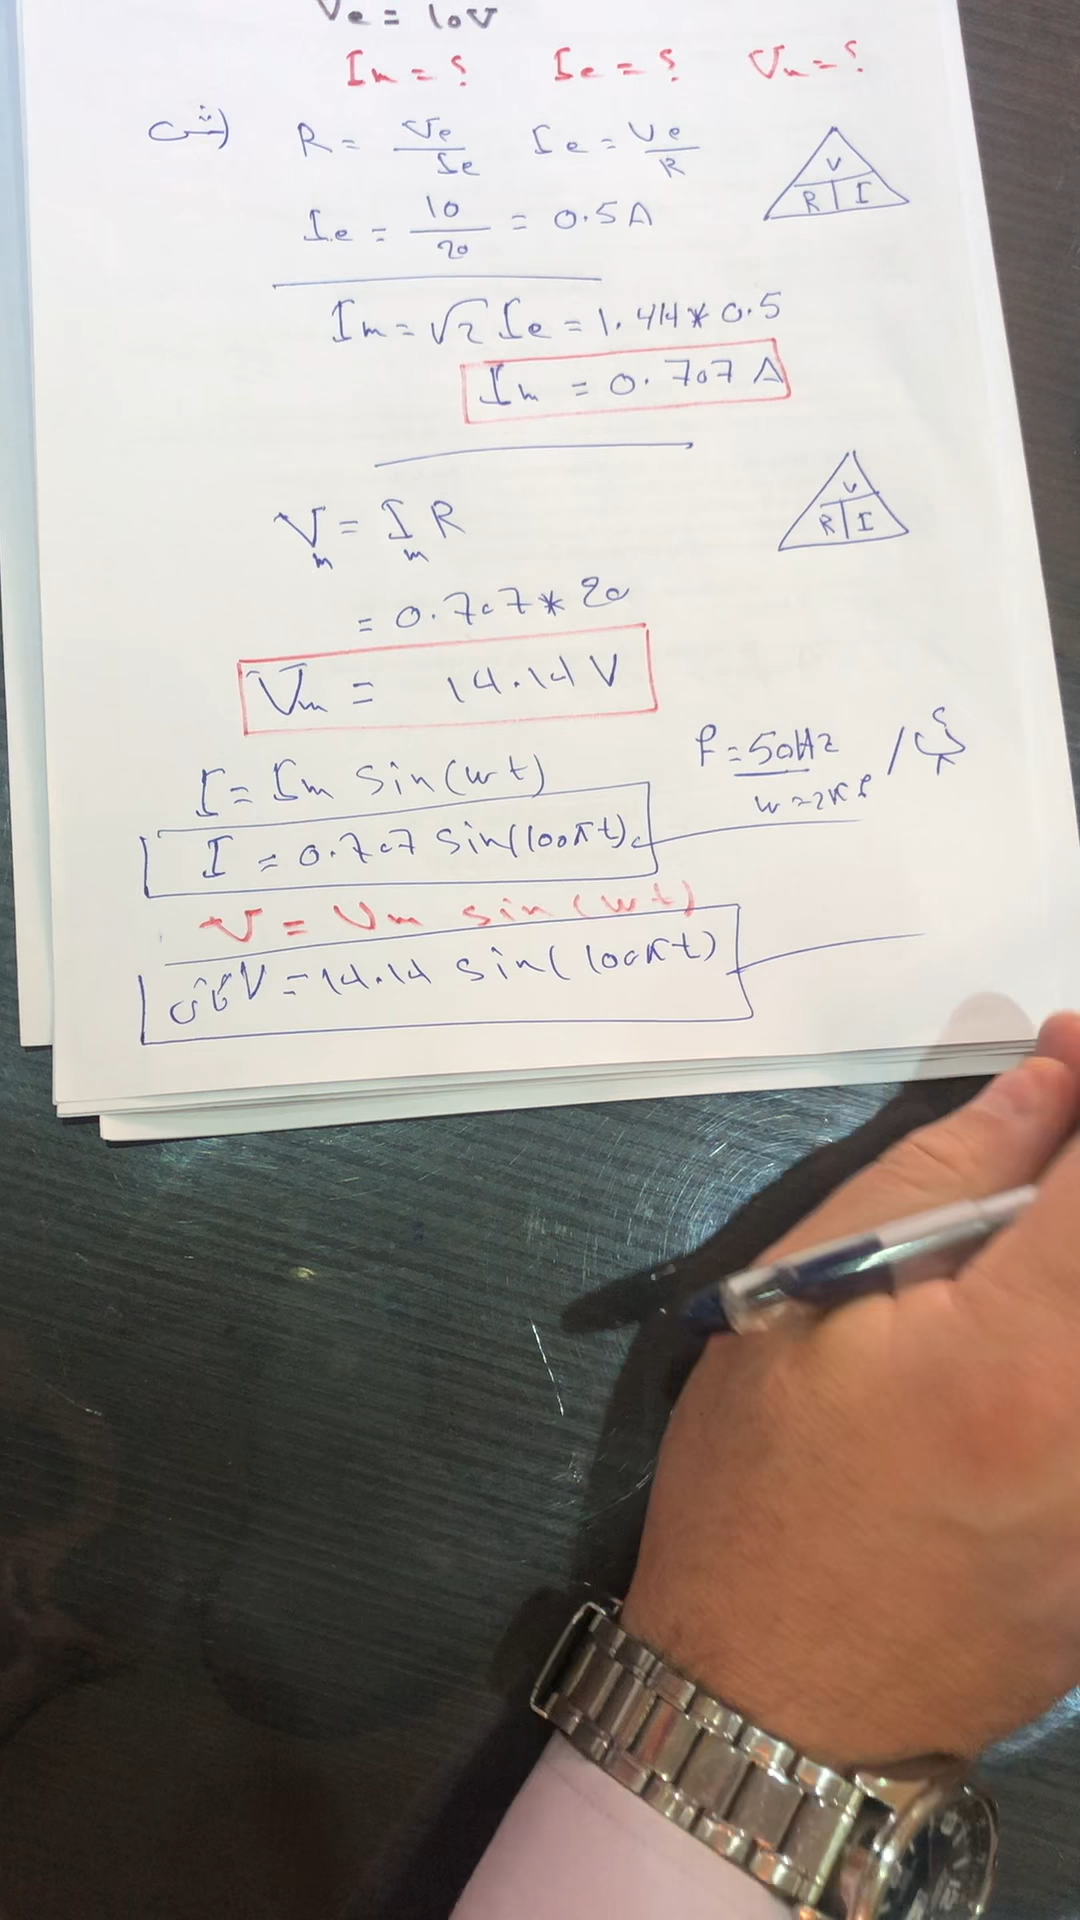 Ve = 10V
Im = ? Ie = ? Vm = ?
R = Ve/Ie Ie = Ve/R
V
R I
Ie = 10/20 = 0.5A
Im = √2 Ie = 1.414 * 0.5
Im = 0.707 A
Vm = Im R
V
R I
= 0.707 * 20
Vm = 14.14 V
f = 50Hz /
w = 2πf
I = Im Sin(wt)
I = 0.707 Sin(100πt)
V = Vm sin(wt)
V = 14.14 sin(100πt)